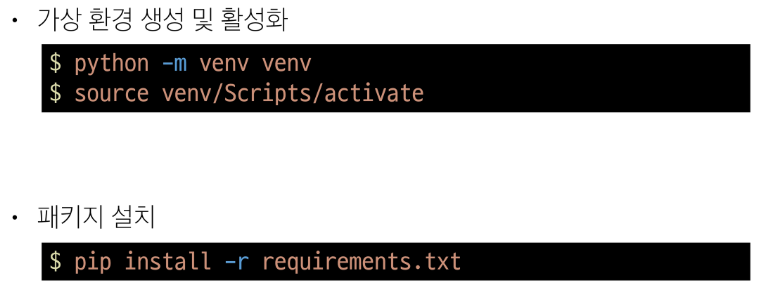 • 가상 환경 생성 및 활성화
$ python -m venv venv
$ source venv/Scripts/activate
• 패키지 설치
$ pip install -r requirements.txt